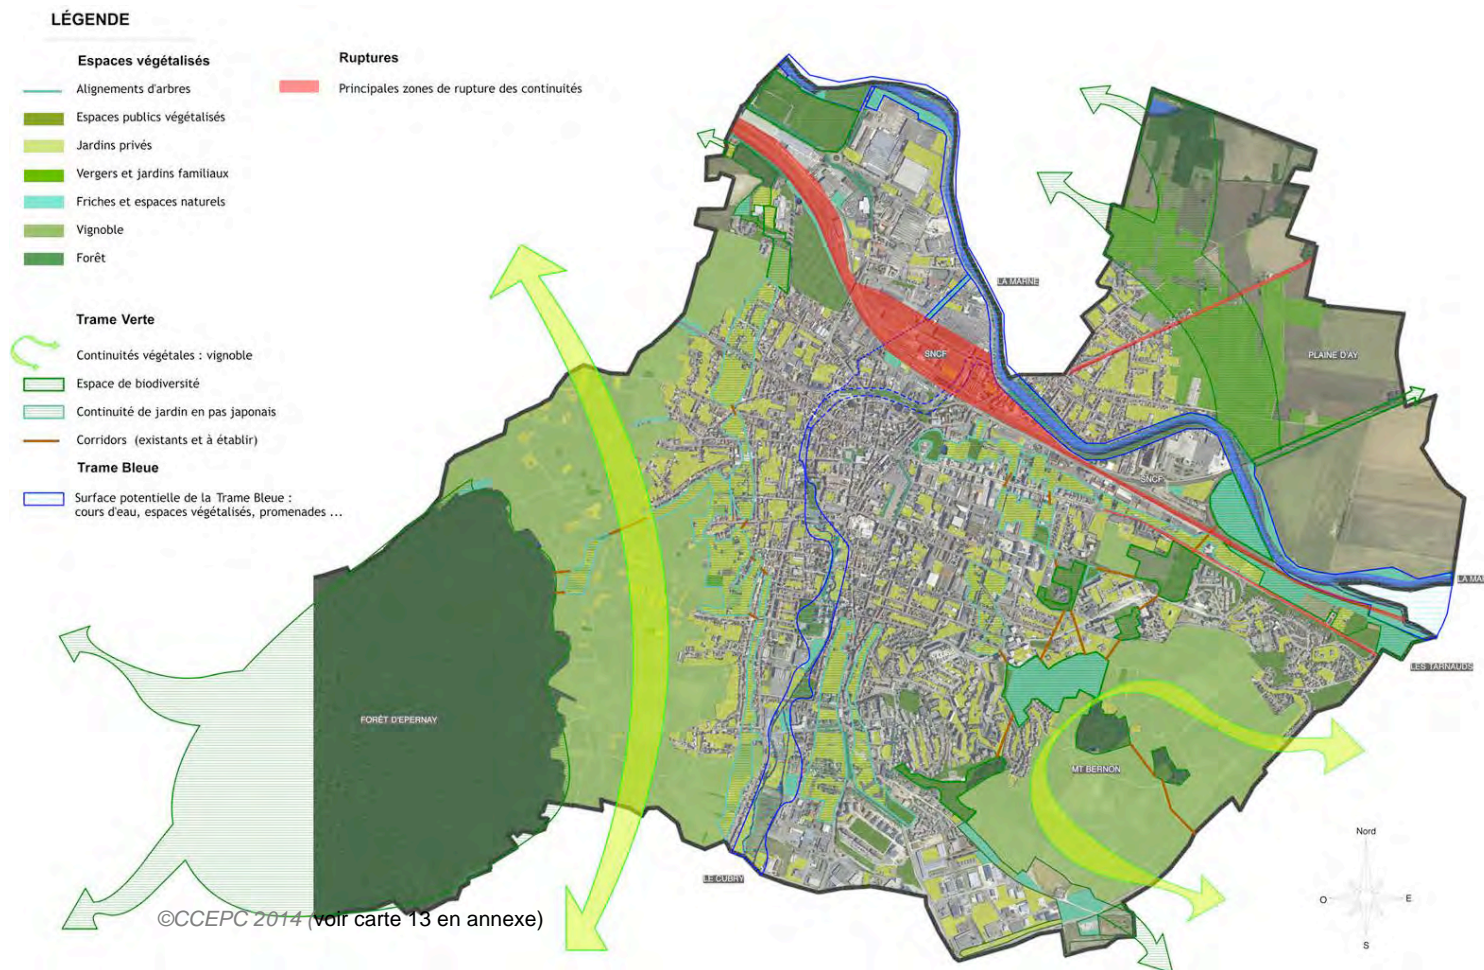 LÉGENDE
Espaces végétalisés
Alignements d'arbres
Espaces publics végétalisés
Jardins privés
Vergers et jardins familiaux
Friches et espaces naturels
Vignoble
Forêt
Ruptures
Principales zones de rupture des continuités
Trame Verte
Continuités végétales : vignoble
Espace de biodiversité
Continuité de jardin en pas japonais
Corridors (existants et à établir)
Trame Bleue
Surface potentielle de la Trame Bleue :
cours d'eau, espaces végétalisés, promenades ...
LA MARNE
SNCF
PLAINE D'AY
SNCF
LA MA
LES TARNAUDS
FORÊT D'EPERNAY
MT BERNON
LE CUBRY
Nord
O
E
S
©CCEPC 2014 (voir carte 13 en annexe)